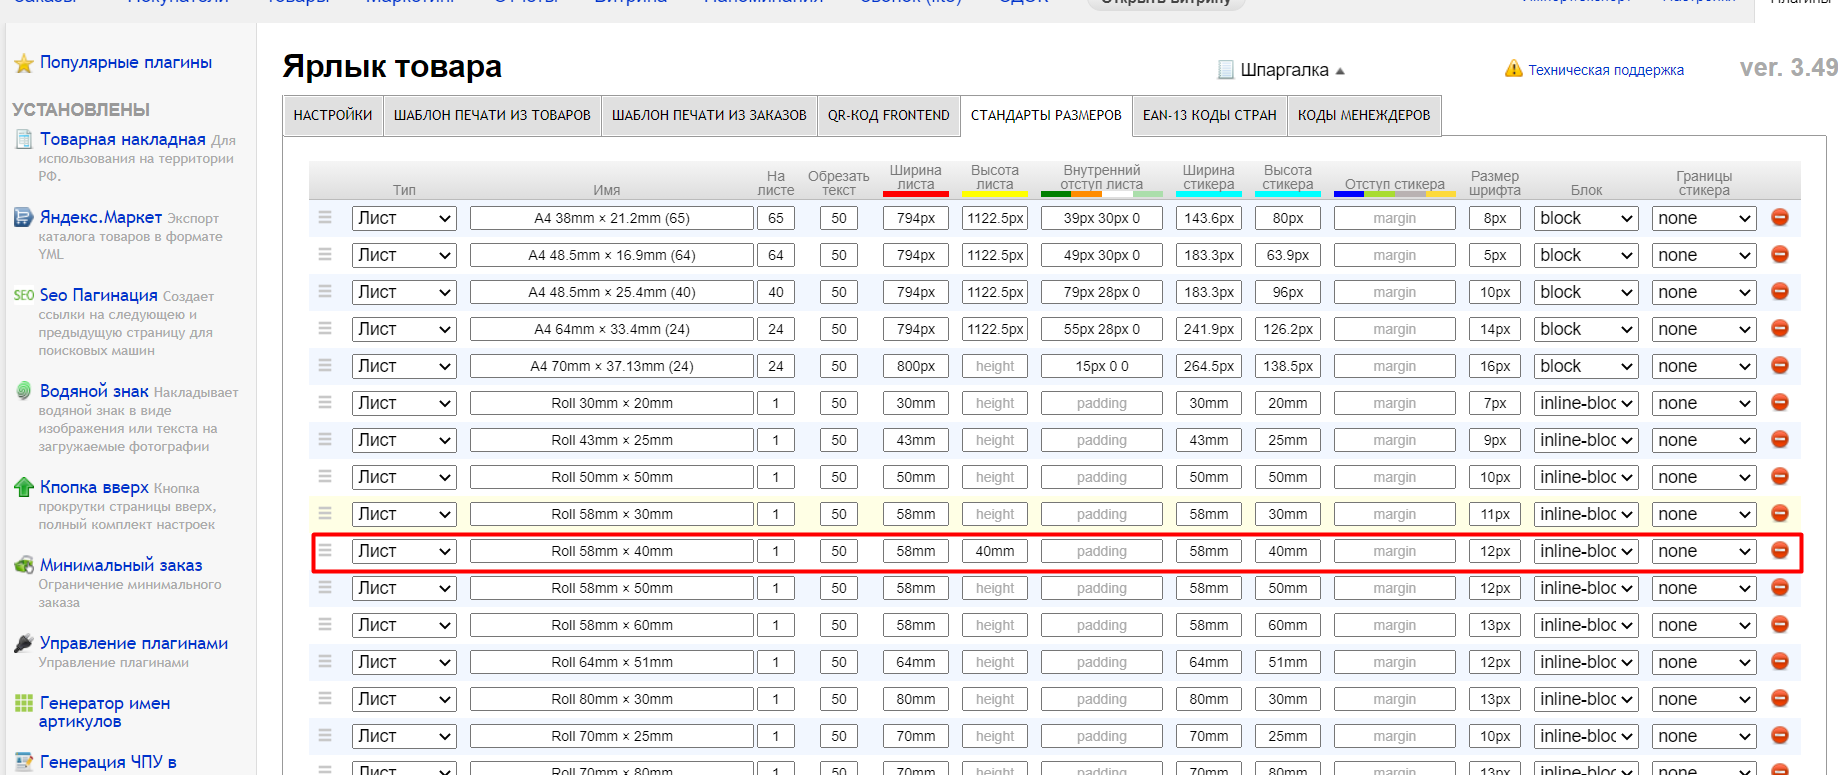 Заказы Покупатели Товары Маркетинг Отчеты Витрина Напоминания Звонок (лко) СДЭК Открыть витрину Импорт/экспорт Настройки Плагины
Популярные плагины
УСТАНОВЛЕНЫ
Товарная накладная Для
использования на территории
РФ.
Яндекс.Маркет Экспорт
каталога товаров в формате
YML
SEO Seo Пагинация Создает
ссылки на следующею и
предыдущую страницу для
поисковых машин
Водяной знак Накладывает
водяной знак в виде
изображения или текста на
загружаемые фотографии
Кпопка вверх Кнопка
прокрутки страницы вверх,
полный комплект настроек
Минимальный заказ
Ограничение минимального
заказа
Управление плагинами
Управление плагинами
Генератор имен
артикулов
Генерация ЧПУ в
Ярлык товара
Шпаргалка ▲
Техническая поддержка
ver. 3.49
НАСТРОЙКИ ШАБЛОН ПЕЧАТИ ИЗ ТОВАРОВ ШАБЛОН ПЕЧАТИ ИЗ ЗАКАЗОВ QR-КОД FRONTEND СТАНДАРТЫ РАЗМЕРОВ EAN-13 КОДЫ СТРАН КОДЫ МЕНЕЖДЕРОВ
Тип Имя На листе Обрезать текст Ширина листа Высота листа Внутренний отступ листа Ширина стикера Высота стикера Отступ стикера Размер шрифта Блок Границы стикера
Лист A4 38mm × 21.2mm (65) 65 50 794px 1122.5px 39px 30px 0 143.6px 80px margin 8px block none
Лист A4 48.5mm × 16.9mm (64) 64 50 794px 1122.5px 49px 30px 0 183.3px 63.9px margin 5px block none
Лист A4 48.5mm × 25.4mm (40) 40 50 794px 1122.5px 79px 28px 0 183.3px 96px margin 10px block none
Лист A4 64mm × 33.4mm (24) 24 50 794px 1122.5px 55px 28px 0 241.9px 126.2px margin 14px block none
Лист A4 70mm × 37.13mm (24) 24 50 800px height 15px 0 0 264.5px 138.5px margin 16px block none
Лист Roll 30mm × 20mm 1 50 30mm height padding 30mm 20mm margin 7px inline-bloc none
Лист Roll 43mm × 25mm 1 50 43mm height padding 43mm 25mm margin 9px inline-bloc none
Лист Roll 50mm × 50mm 1 50 50mm height padding 50mm 50mm margin 10px inline-bloc none
Лист Roll 58mm × 30mm 1 50 58mm height padding 58mm 30mm margin 11px inline-bloc none
Лист Roll 58mm × 40mm 1 50 58mm 40mm padding 58mm 40mm margin 12px inline-bloc none
Лист Roll 58mm × 50mm 1 50 58mm height padding 58mm 50mm margin 12px inline-bloc none
Лист Roll 58mm × 60mm 1 50 58mm height padding 58mm 60mm margin 13px inline-bloc none
Лист Roll 64mm × 51mm 1 50 64mm height padding 64mm 51mm margin 12px inline-bloc none
Лист Roll 80mm × 30mm 1 50 80mm height padding 80mm 30mm margin 13px inline-bloc none
Лист Roll 70mm × 25mm 1 50 70mm height padding 70mm 25mm margin 10px inline-bloc none
Лист Roll 70mm × 80mm 1 50 70mm height padding 70mm 80mm margin 13px inline-bloc none